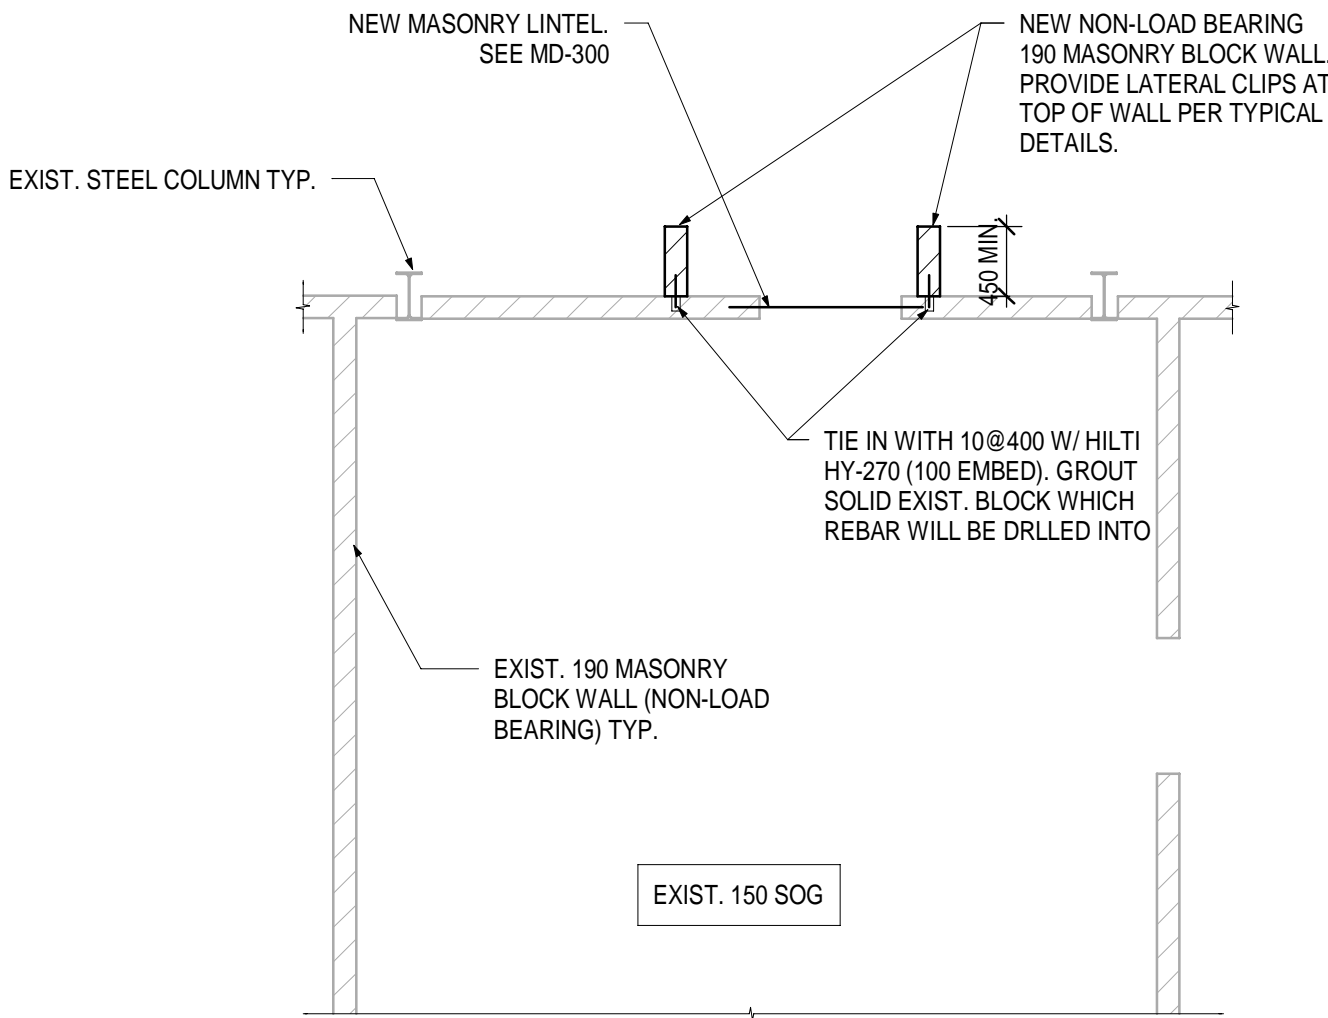 NEW MASONRY LINTEL.
SEE MD-300
NEW NON-LOAD BEARING
190 MASONRY BLOCK WALL.
PROVIDE LATERAL CLIPS AT
TOP OF WALL PER TYPICAL
DETAILS.
EXIST. STEEL COLUMN TYP.
450 MIN.
TIE IN WITH 10@400 W/ HILTI
HY-270 (100 EMBED). GROUT
SOLID EXIST. BLOCK WHICH
REBAR WILL BE DRLLED INTO
EXIST. 190 MASONRY
BLOCK WALL (NON-LOAD
BEARING) TYP.
EXIST. 150 SOG